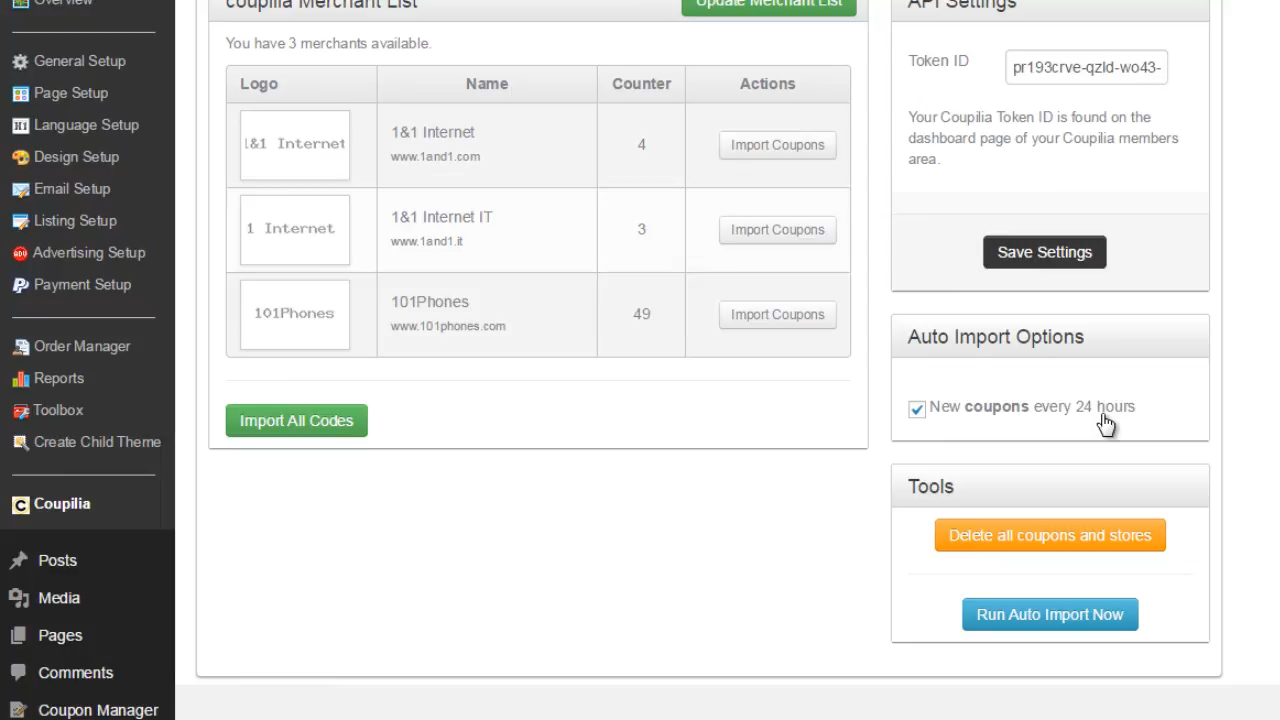 Overview
General Setup
Page Setup
Language Setup
Design Setup
Email Setup
Listing Setup
Advertising Setup
Payment Setup
Order Manager
Reports
Toolbox
Create Child Theme
Coupilia
Posts
Media
Pages
Comments
Coupon Manager
coupilia Merchant List
Update Merchant List
You have 3 merchants available.
Logo Name Counter Actions
1&1 Internet
1&1 Internet
www.1and1.com
4
Import Coupons
1 Internet
1&1 Internet IT
www.1and1.it
3
Import Coupons
101Phones
101Phones
www.101phones.com
49
Import Coupons
Import All Codes
API Settings
Token ID
pr193crve-qzld-wo43-
Your Coupilia Token ID is found on the
dashboard page of your Coupilia members
area.
Save Settings
Auto Import Options
New coupons every 24 hours
Tools
Delete all coupons and stores
Run Auto Import Now